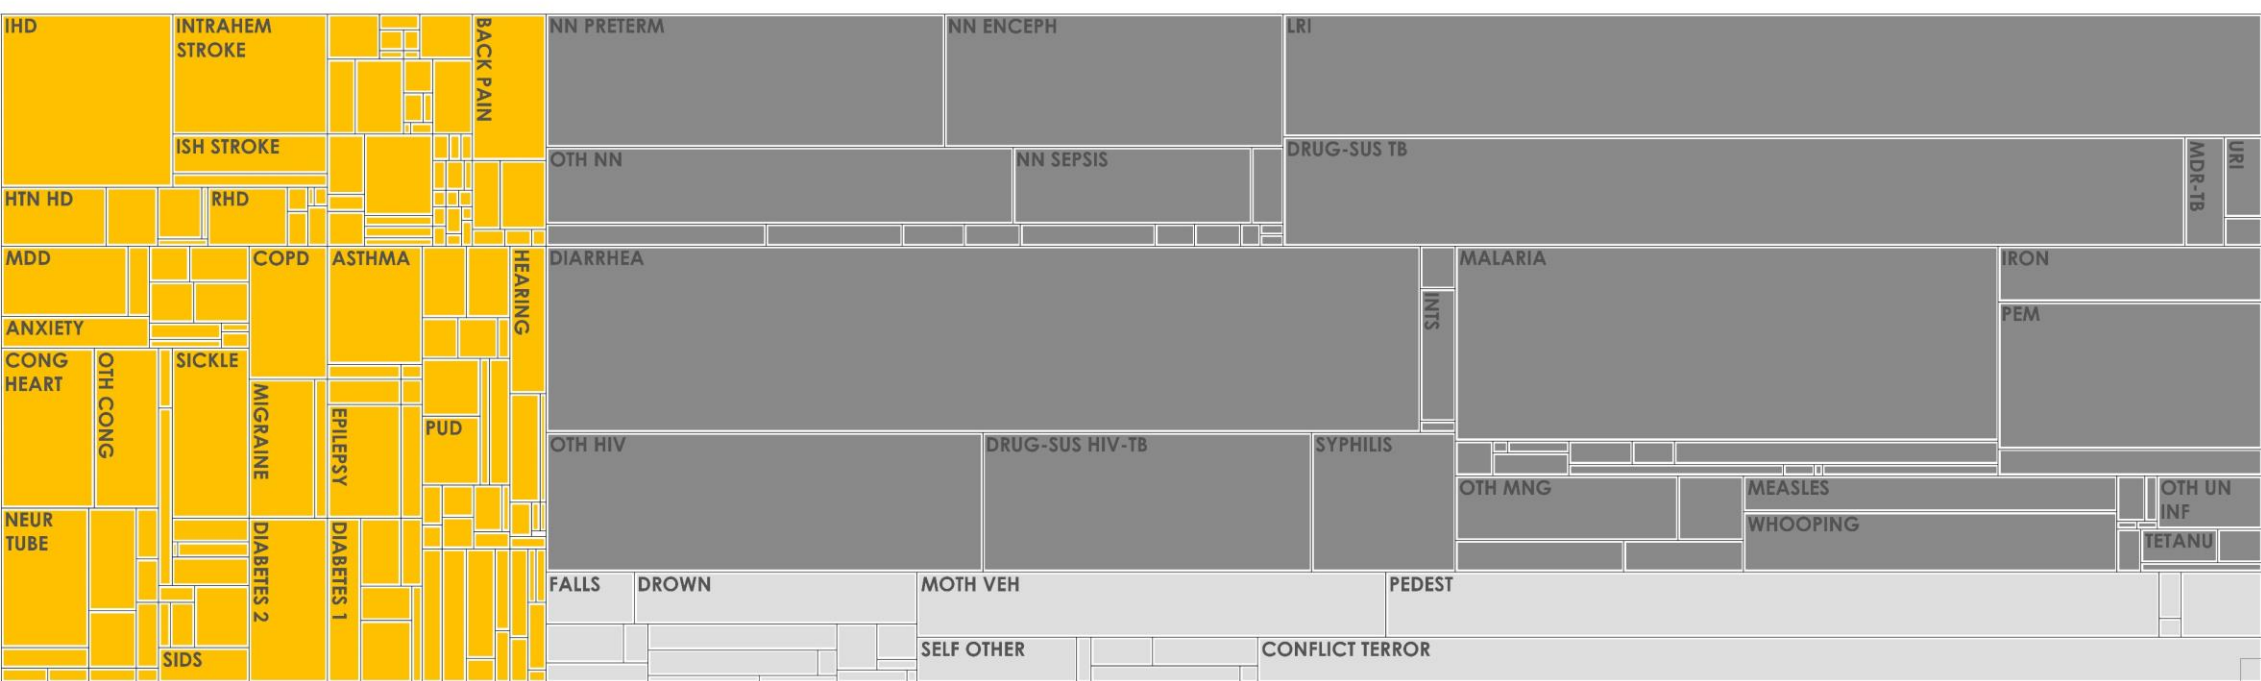 IHD
INTRAHEM
STROKE
BACK PAIN
NN PRETERM
NN ENCEPH
LRI
ISH STROKE
OTH NN
NN SEPSIS
DRUG-SUS TB
MDR-TB
URI
HTN HD
RHD
MDD
COPD
ASTHMA
HEARING
DIARRHEA
INTS
MALARIA
IRON
PEM
ANXIETY
CONG
HEART
OTH CONG
SICKLE
MIGRAINE
EPILEPSY
PUD
OTH HIV
DRUG-SUS HIV-TB
SYPHILIS
OTH MNG
MEASLES
OTH UN
INF
WHOOPING
TETANU
NEUR
TUBE
DIABETES 2
DIABETES 1
FALLS
DROWN
MOTH VEH
PEDEST
SIDS
SELF OTHER
CONFLICT TERROR